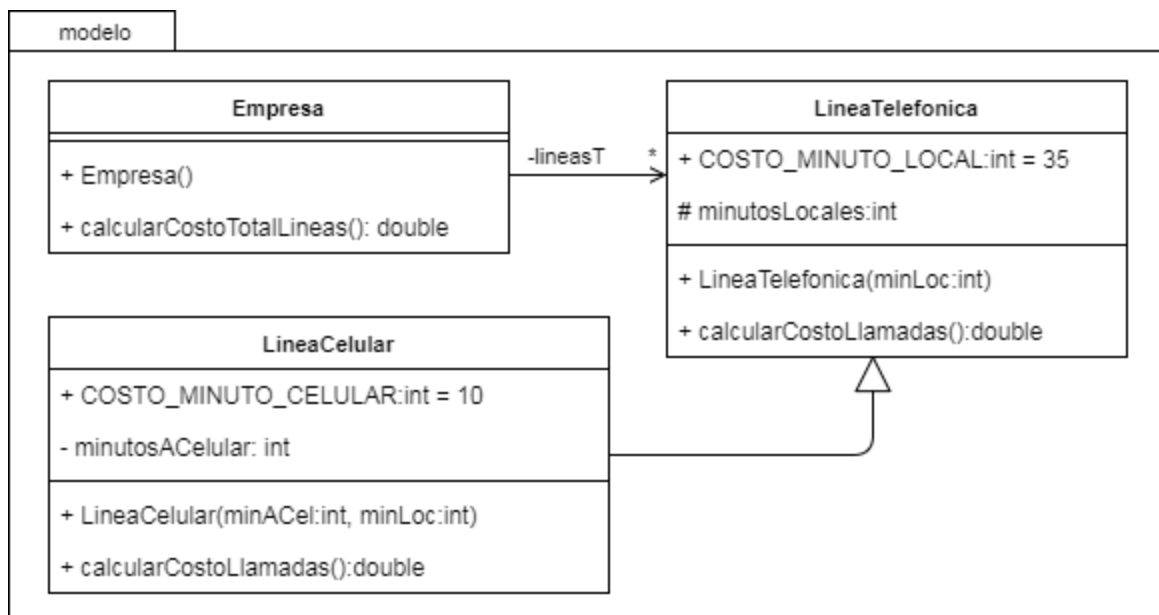 modelo
Empresa
+ Empresa()
+ calcularCostoTotalLineas(): double
-lineasT
*
LineaTelefonica
+ COSTO_MINUTO_LOCAL:int = 35
# minutosLocales:int
+ LineaTelefonica(minLoc:int)
+ calcularCostoLlamadas():double
LineaCelular
+ COSTO_MINUTO_CELULAR:int = 10
- minutosACelular: int
+ LineaCelular(minACel:int, minLoc:int)
+ calcularCostoLlamadas():double